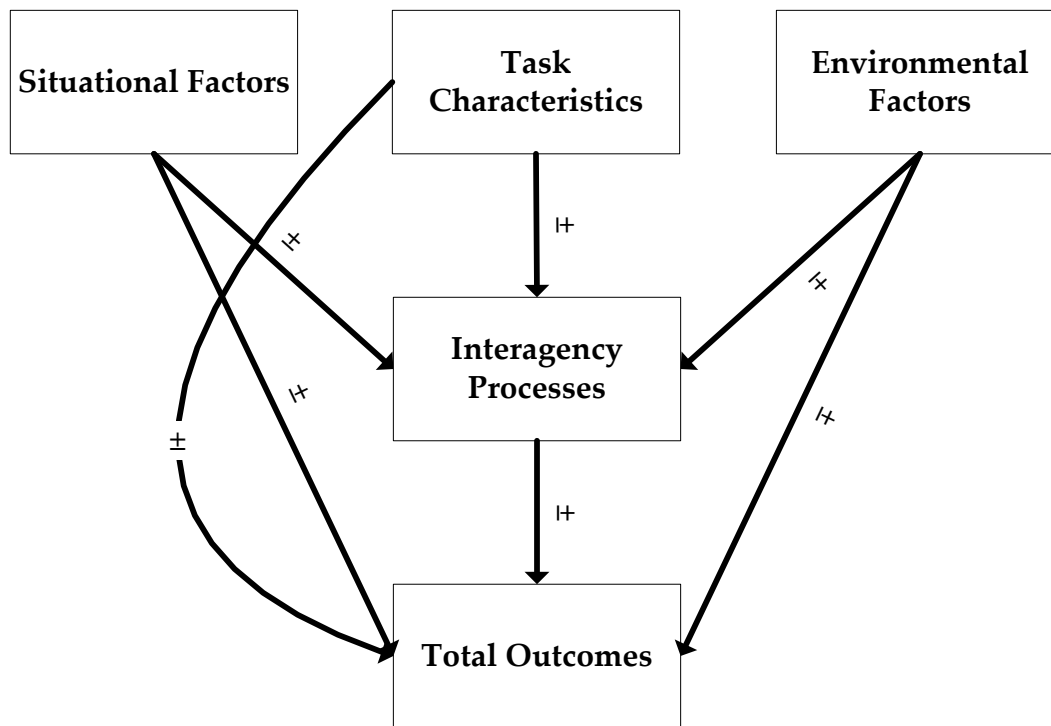 Situational Factors
Task
Characteristics
Environmental
Factors
±
±
±
Interagency
Processes
±
±
±
±
Total Outcomes